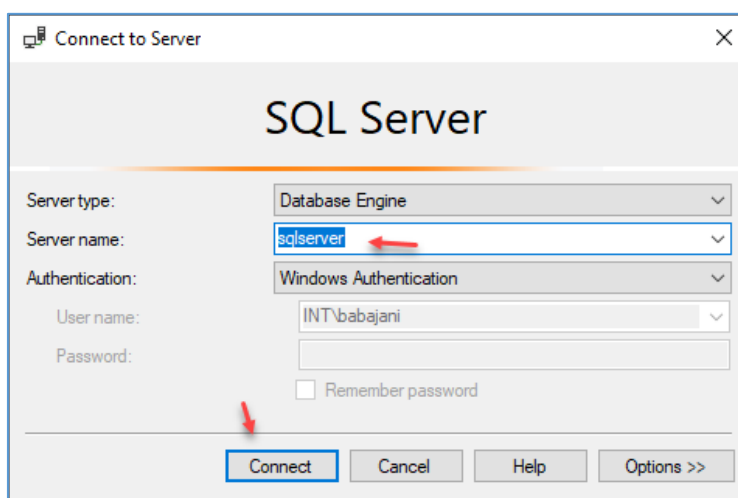 Connect to Server
SQL Server
Server type: Database Engine
Server name: sqlserver
Authentication: Windows Authentication
User name: INT\babajani
Password:
Remember password
Connect Cancel Help Options >>